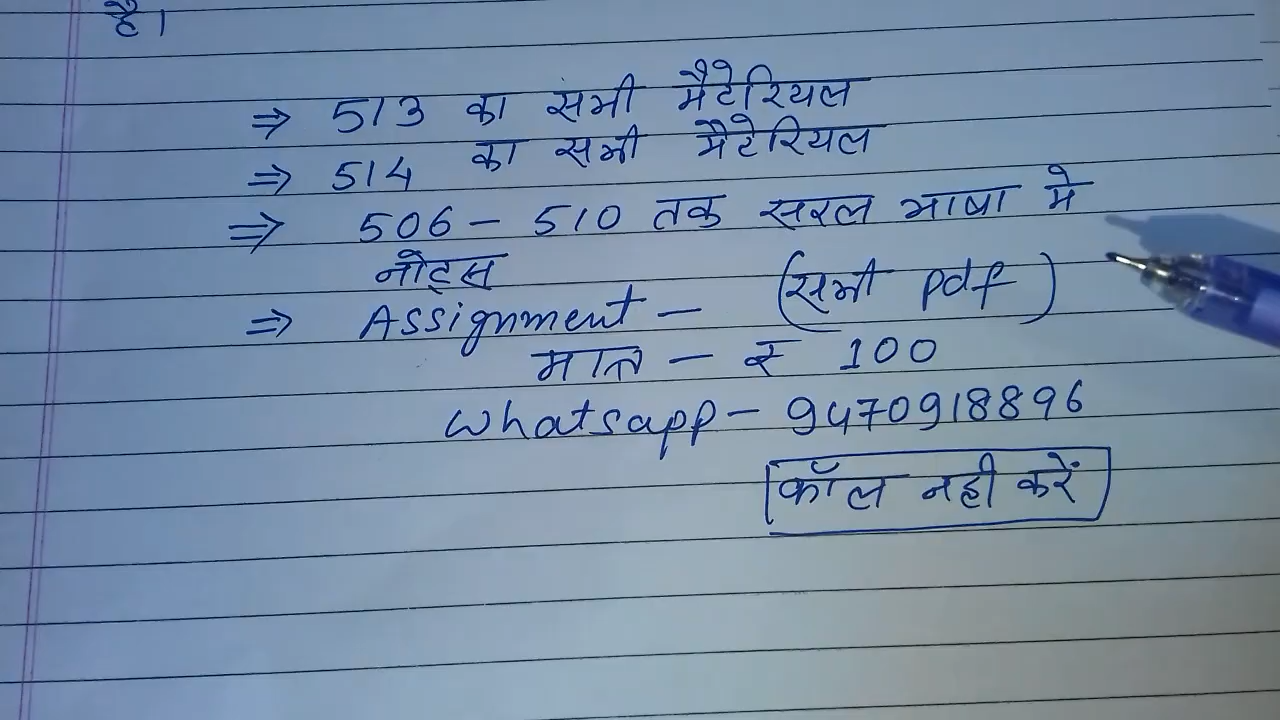 है।
⇒ 513 का सभी मैटेरियल
⇒ 514 का सभी मैटेरियल
⇒ 506 - 510 तक सरल भाषा मे
नोट्स
⇒ Assignment - (सभी pdf)
मात्र - ₹ 100
Whatsapp - 9470918896
कॉल नही करें